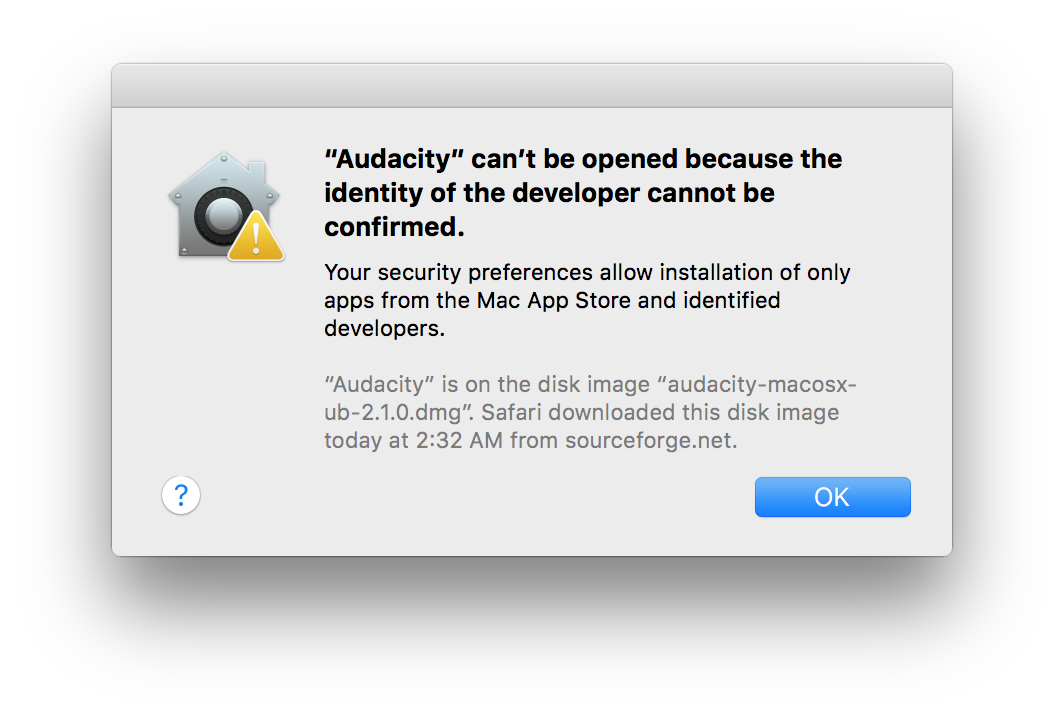 “Audacity” can’t be opened because the
identity of the developer cannot be
confirmed.
Your security preferences allow installation of only
apps from the Mac App Store and identified
developers.
“Audacity” is on the disk image “audacity-macosx-
ub-2.1.0.dmg”. Safari downloaded this disk image
today at 2:32 AM from sourceforge.net.
?
OK